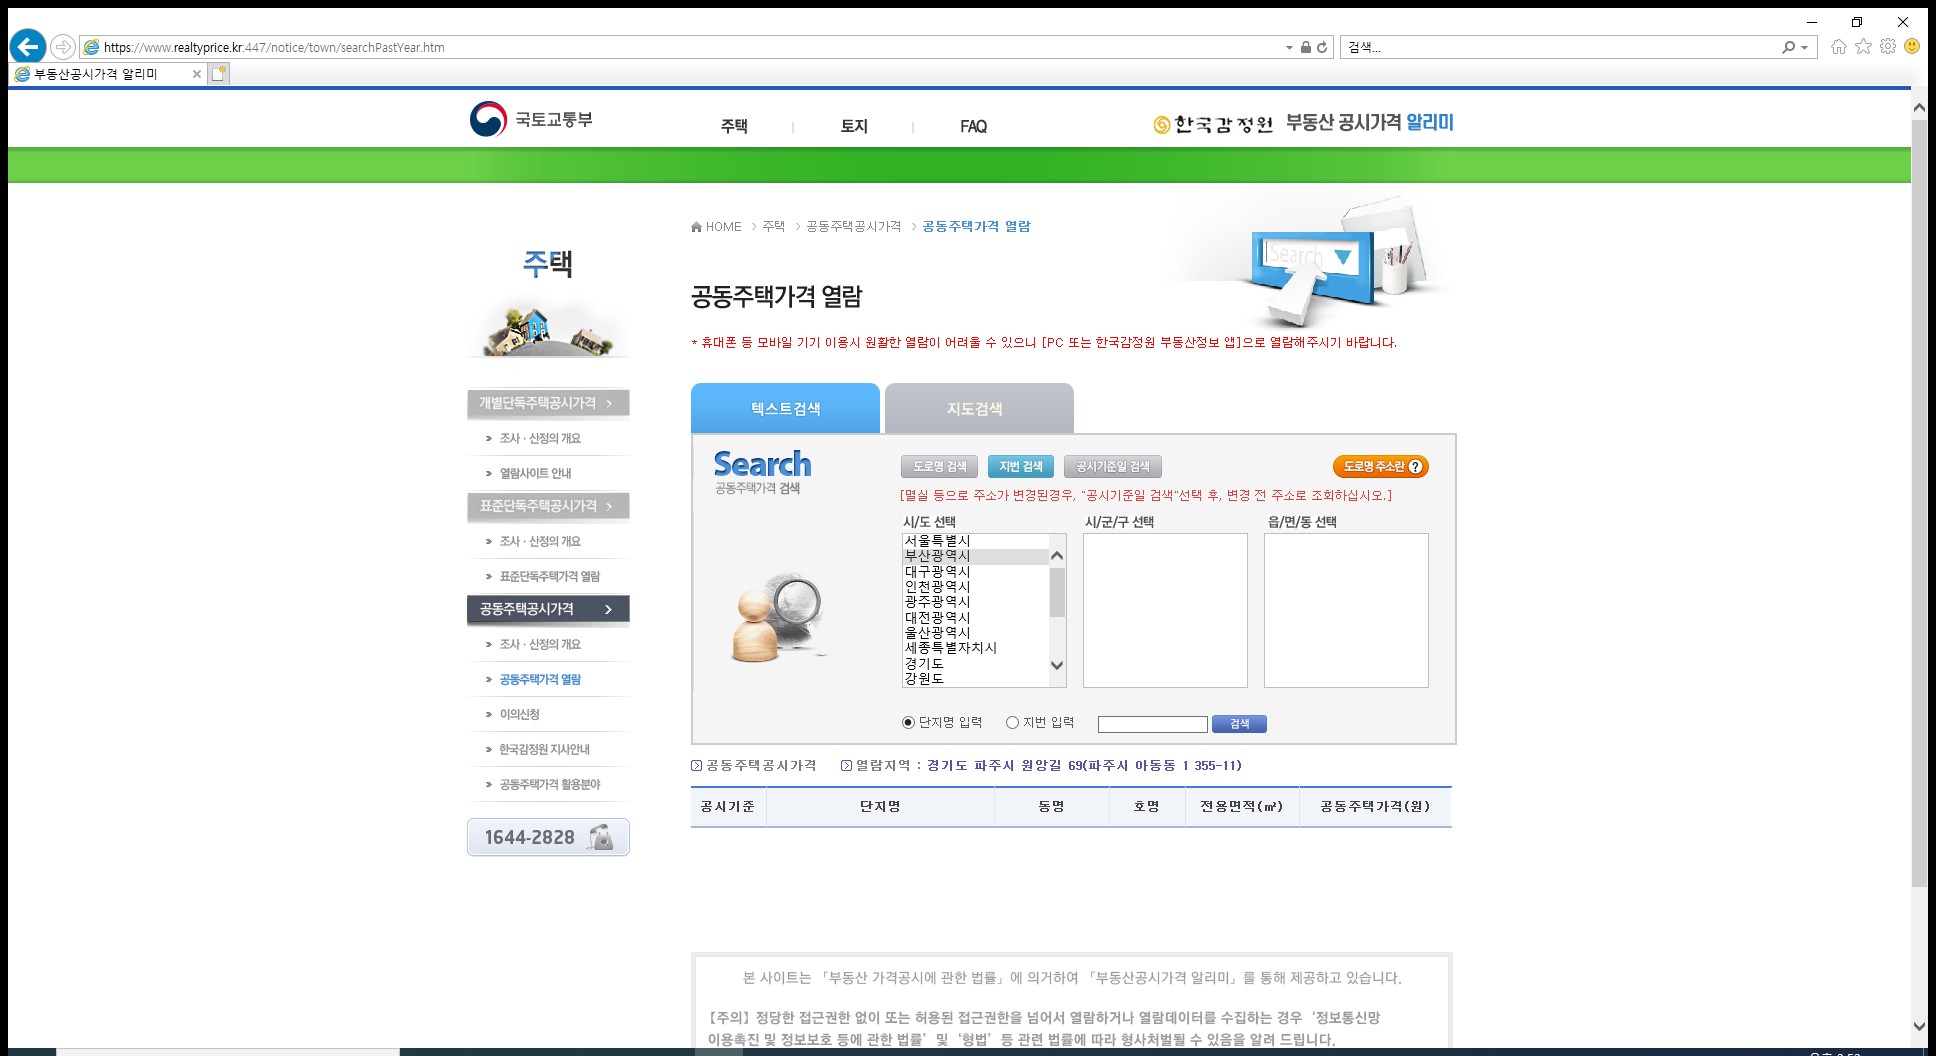 https://www.realtyprice.kr:447/notice/town/searchPastYear.htm
검색...
부동산공시가격 알리미
국토교통부
주택
토지
FAQ
한국감정원 부동산 공시가격 알리미
HOME > 주택 > 공동주택공시가격 > 공동주택가격 열람
주택
Search
공동주택가격 열람
* 휴대폰 등 모바일 기기 이용시 원활한 열람이 어려울 수 있으니 [PC 또는 한국감정원 부동산정보 앱]으로 열람해주시기 바랍니다.
개별단독주택공시가격 >
» 조사 · 산정의 개요
» 열람사이트 안내
표준단독주택공시가격 >
» 조사 · 산정의 개요
» 표준단독주택가격 열람
공동주택공시가격 >
» 조사 · 산정의 개요
» 공동주택가격 열람
» 이의신청
» 한국감정원 지사안내
» 공동주택가격 활용분야
1644-2828
텍스트검색
지도검색
Search
공동주택가격 검색
도로명 검색
지번 검색
공시기준일 검색
도로명 주소란 ?
[멸실 등으로 주소가 변경된경우, "공시기준일 검색"선택 후, 변경 전 주소로 조회하십시오.]
시/도 선택
시/군/구 선택
읍/면/동 선택
서울특별시
부산광역시
대구광역시
인천광역시
광주광역시
대전광역시
울산광역시
세종특별자치시
경기도
강원도
단지명 입력
지번 입력
검색
공동주택공시가격
열람지역 : 경기도 파주시 원앙길 69(파주시 아동동 1 355-11)
공시기준
단지명
동명
호명
전용면적(㎡)
공동주택가격(원)
본 사이트는 「부동산 가격공시에 관한 법률」에 의거하여 「부동산공시가격 알리미」를 통해 제공하고 있습니다.
【주의】 정당한 접근권한 없이 또는 허용된 접근권한을 넘어서 열람하거나 열람데이터를 수집하는 경우 ‘정보통신망
이용촉진 및 정보보호 등에 관한 법률’ 및 ‘형법’ 등 관련 법률에 따라 형사처벌될 수 있음을 알려 드립니다.